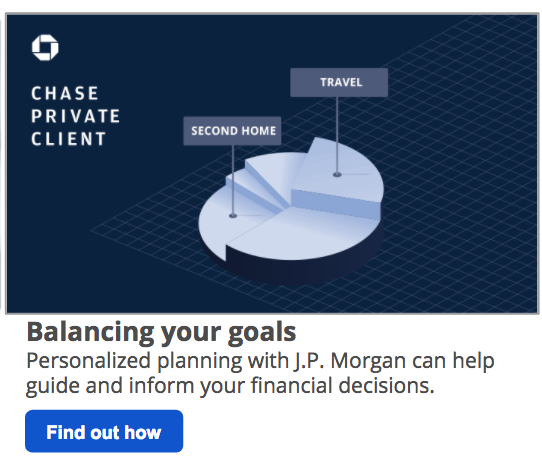 CHASE
PRIVATE
CLIENT
TRAVEL
SECOND HOME
Balancing your goals
Personalized planning with J.P. Morgan can help
guide and inform your financial decisions.
Find out how